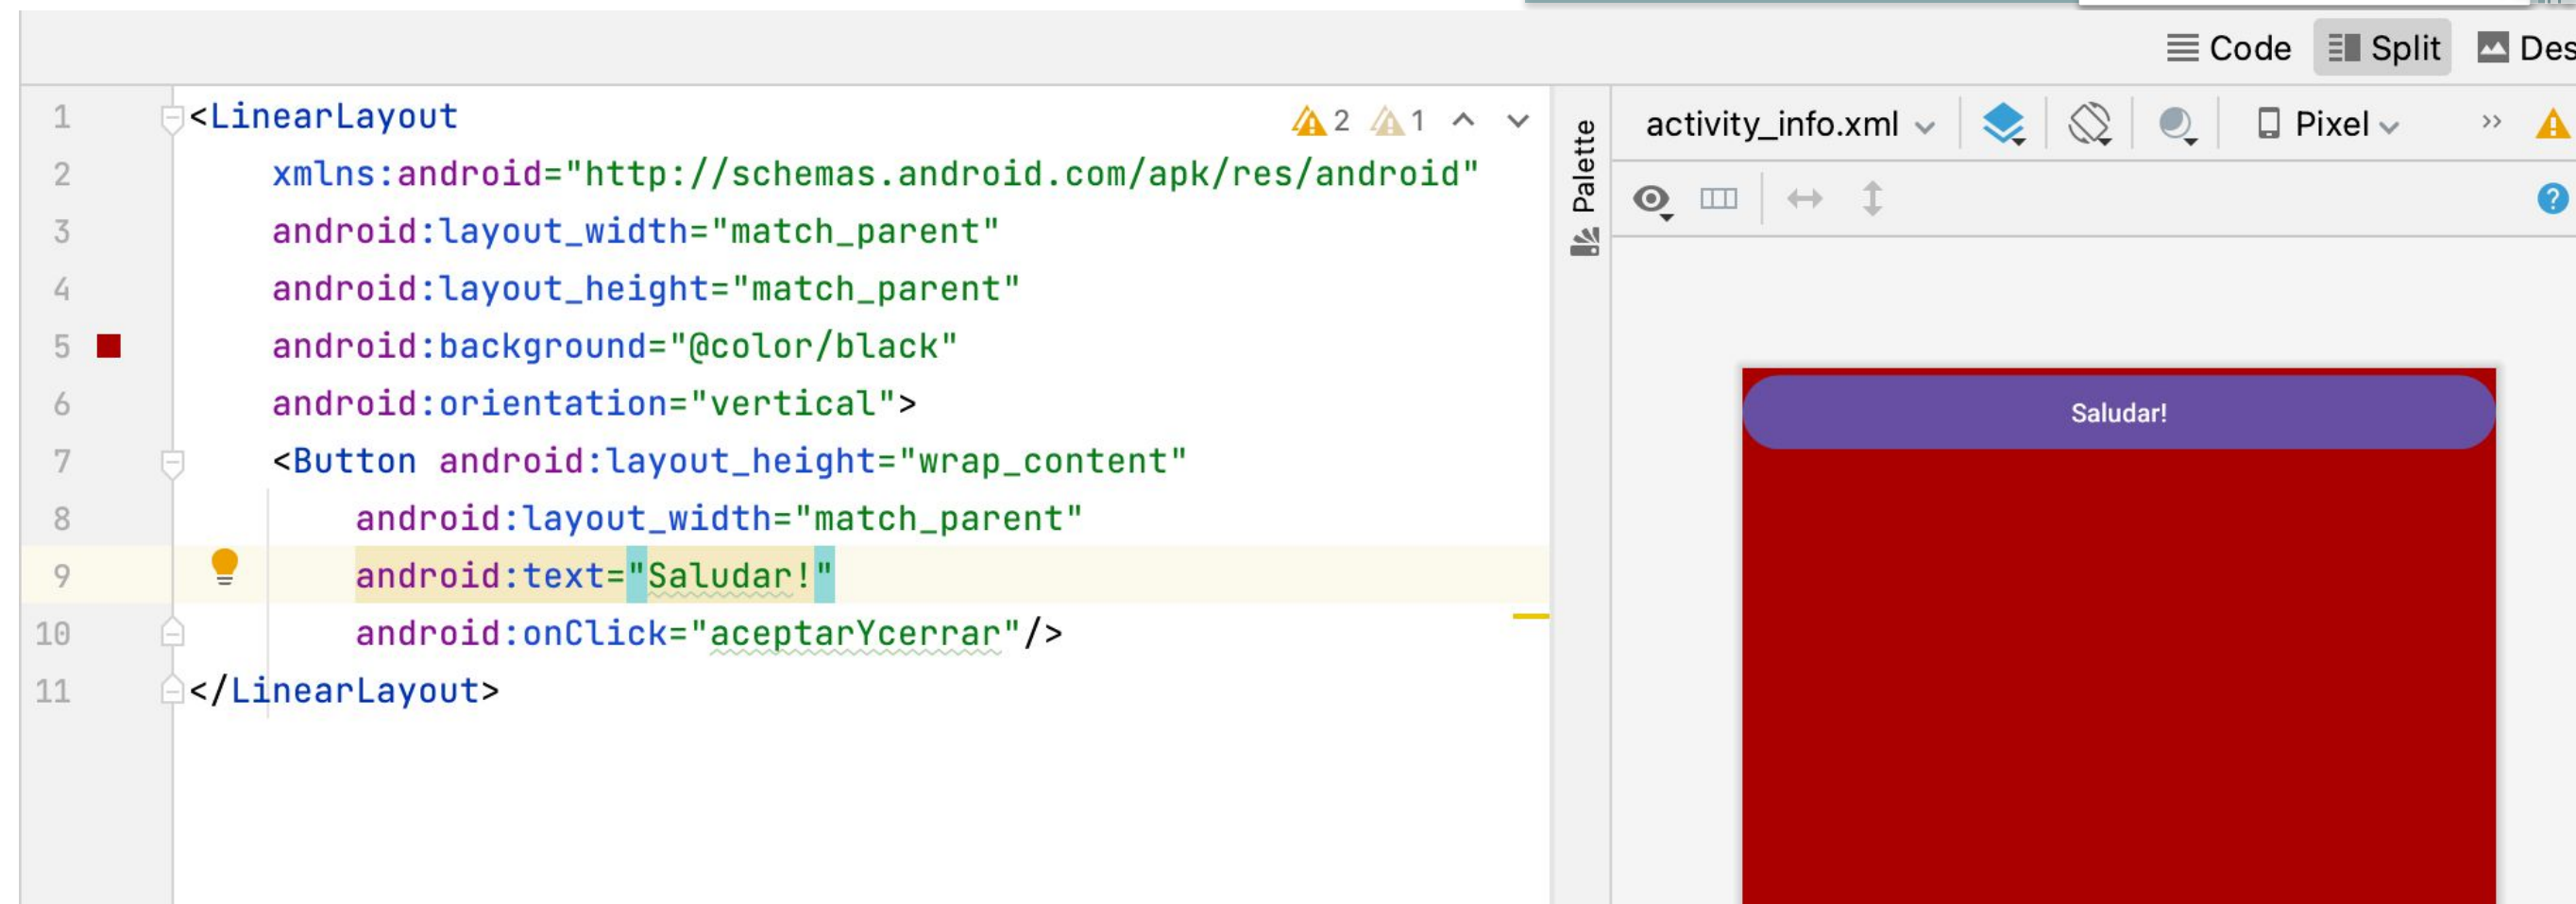 Code Split Des
1 <LinearLayout 2 1
2 xmlns:android="http://schemas.android.com/apk/res/android"
3 android:layout_width="match_parent"
4 android:layout_height="match_parent"
5 android:background="@color/black"
6 android:orientation="vertical">
7 <Button android:layout_height="wrap_content"
8 android:layout_width="match_parent"
9 android:text="Saludar!"
10 android:onClick="aceptarYcerrar"/>
11 </LinearLayout>
Palette
activity_info.xml Pixel
Saludar!